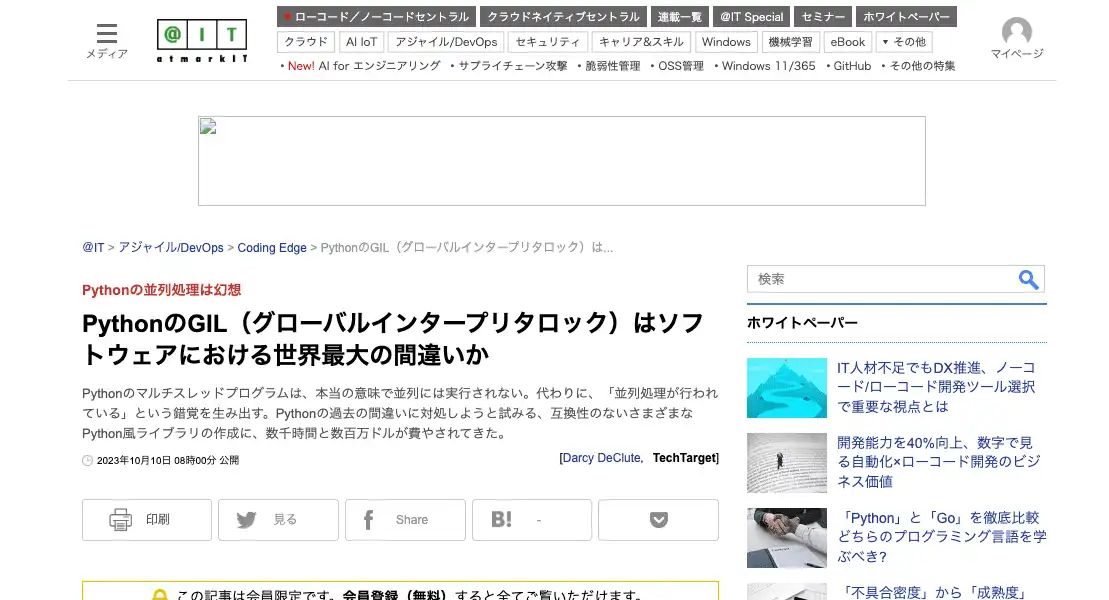 メディア
@IT
atmarkIT
ローコード／ノーコードセントラル クラウドネイティブセントラル 連載一覧 @IT Special セミナー ホワイトペーパー
クラウド AI IoT アジャイル/DevOps セキュリティ キャリア&スキル Windows 機械学習 eBook ▼ その他
・New! AI for エンジニアリング ・サプライチェーン攻撃 ・脆弱性管理 ・OSS管理 ・Windows 11/365 ・GitHub ・その他の特集
マイページ
@IT > アジャイル/DevOps > Coding Edge > PythonのGIL（グローバルインタープリタロック）は...
Pythonの並列処理は幻想
PythonのGIL（グローバルインタープリタロック）はソフ
トウェアにおける世界最大の間違いか
Pythonのマルチスレッドプログラムは、本当の意味で並列には実行されない。代わりに、「並列処理が行われ
ている」という錯覚を生み出す。Pythonの過去の間違いに対処しようと試みる、互換性のないさまざまな
Python風ライブラリの作成に、数千時間と数百万ドルが費やされてきた。
2023年10月10日 08時00分 公開
[Darcy DeClute, TechTarget]
印刷 見る Share B! -
この記事は会員限定です。会員登録（無料）すると全てご覧いただけます。
検索
ホワイトペーパー
IT人材不足でもDX推進、ノーコ
ード/ローコード開発ツール選択
で重要な視点とは
開発能力を40%向上、数字で見
る自動化×ローコード開発のビジ
ネス価値
「Python」と「Go」を徹底比較
どちらのプログラミング言語を学
ぶべき?
「不具合密度」から「成熟度」